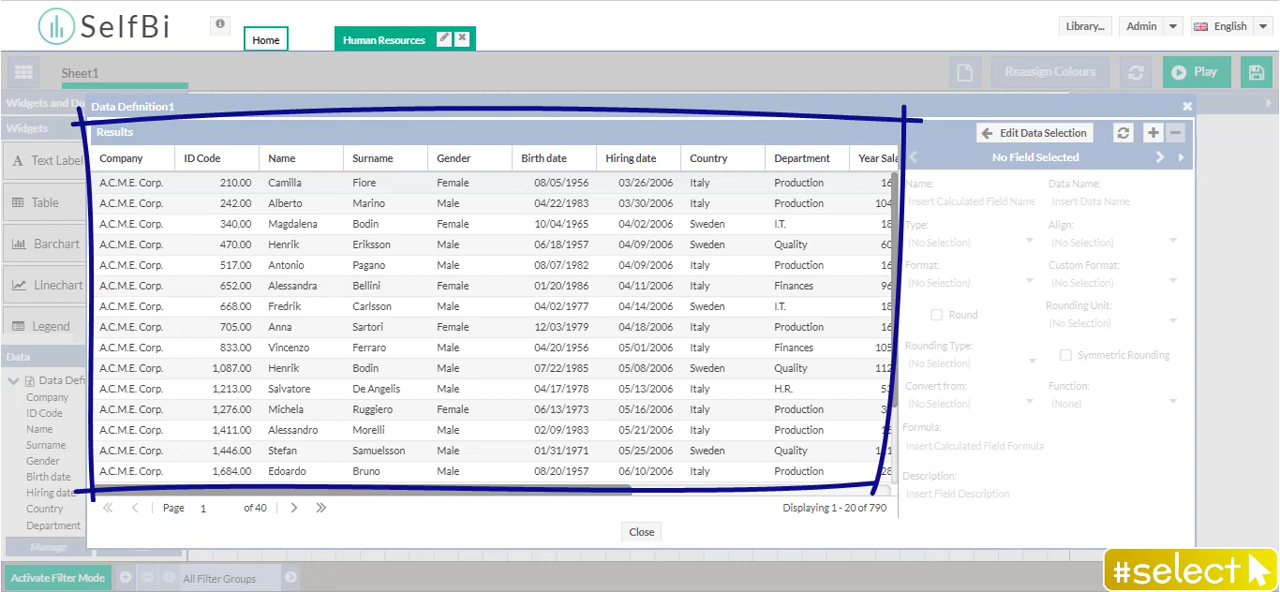 SelfBi
Home
Human Resources
Library...
Admin
English
Sheet1
Reassign Colours
Play
Widgets and Da
Data Definition1
Widgets
Results
Edit Data Selection
Company ID Code Name Surname Gender Birth date Hiring date Country Department Year Sala
No Field Selected
A.C.M.E. Corp. 210.00 Camilla Fiore Female 08/05/1956 03/26/2006 Italy Production 16
A.C.M.E. Corp. 242.00 Alberto Marino Male 04/22/1983 03/30/2006 Italy Production 104
A.C.M.E. Corp. 340.00 Magdalena Bodin Female 10/04/1965 04/02/2006 Sweden I.T. 18
A.C.M.E. Corp. 470.00 Henrik Eriksson Male 06/18/1957 04/09/2006 Sweden Quality 60
A.C.M.E. Corp. 517.00 Antonio Pagano Male 08/07/1982 04/09/2006 Italy Production 16
A.C.M.E. Corp. 652.00 Alessandra Bellini Female 01/20/1986 04/11/2006 Italy Finances 96
A.C.M.E. Corp. 668.00 Fredrik Carlsson Male 04/02/1977 04/14/2006 Sweden I.T. 18
A.C.M.E. Corp. 705.00 Anna Sartori Female 12/03/1979 04/18/2006 Italy Production 16
A.C.M.E. Corp. 833.00 Vincenzo Ferraro Male 04/20/1956 05/01/2006 Italy Finances 105
A.C.M.E. Corp. 1,087.00 Henrik Bodin Male 07/22/1985 05/08/2006 Sweden Quality 112
A.C.M.E. Corp. 1,213.00 Salvatore De Angelis Male 04/17/1978 05/13/2006 Italy H.R.
A.C.M.E. Corp. 1,276.00 Michela Ruggiero Female 06/13/1973 05/16/2006 Italy Production
A.C.M.E. Corp. 1,411.00 Alessandro Morelli Male 02/09/1983 05/21/2006 Italy Production
A.C.M.E. Corp. 1,446.00 Stefan Samuelsson Male 01/31/1971 05/25/2006 Sweden Quality
A.C.M.E. Corp. 1,684.00 Edoardo Bruno Male 08/20/1957 06/10/2006 Italy Production
Text Label
Table
Barchart
Linechart
Legend
Data
Data Defi
Company
ID Code
Name
Surname
Gender
Birth date
Hiring date
Country
Department
Manage
Name: Data Name:
Insert Calculated Field Name Insert Data Name
Type: Align:
(No Selection) (No Selection)
Format: Custom Format:
(No Selection) (No Selection)
Round Rounding Unit:
(No Selection)
Rounding Type: Symmetric Rounding
(No Selection)
Convert from: Function:
(No Selection) (None)
Formula:
Insert Calculated Field Formula
Description:
Insert Field Description
Page 1 of 40
Displaying 1 - 20 of 790
Close
Activate Filter Mode
All Filter Groups
#select